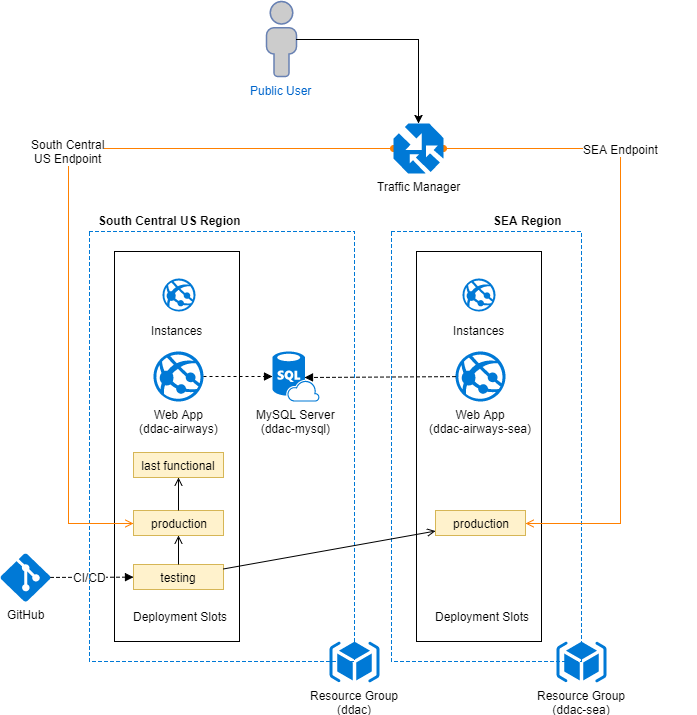 Public User
South Central
US Endpoint
SEA Endpoint
Traffic Manager
South Central US Region
SEA Region
Instances
Instances
SQL
Web App
(ddac-airways)
MySQL Server
(ddac-mysql)
Web App
(ddac-airways-sea)
last functional
production
production
CI/CD
testing
GitHub
Deployment Slots
Deployment Slots
Resource Group
(ddac)
Resource Group
(ddac-sea)